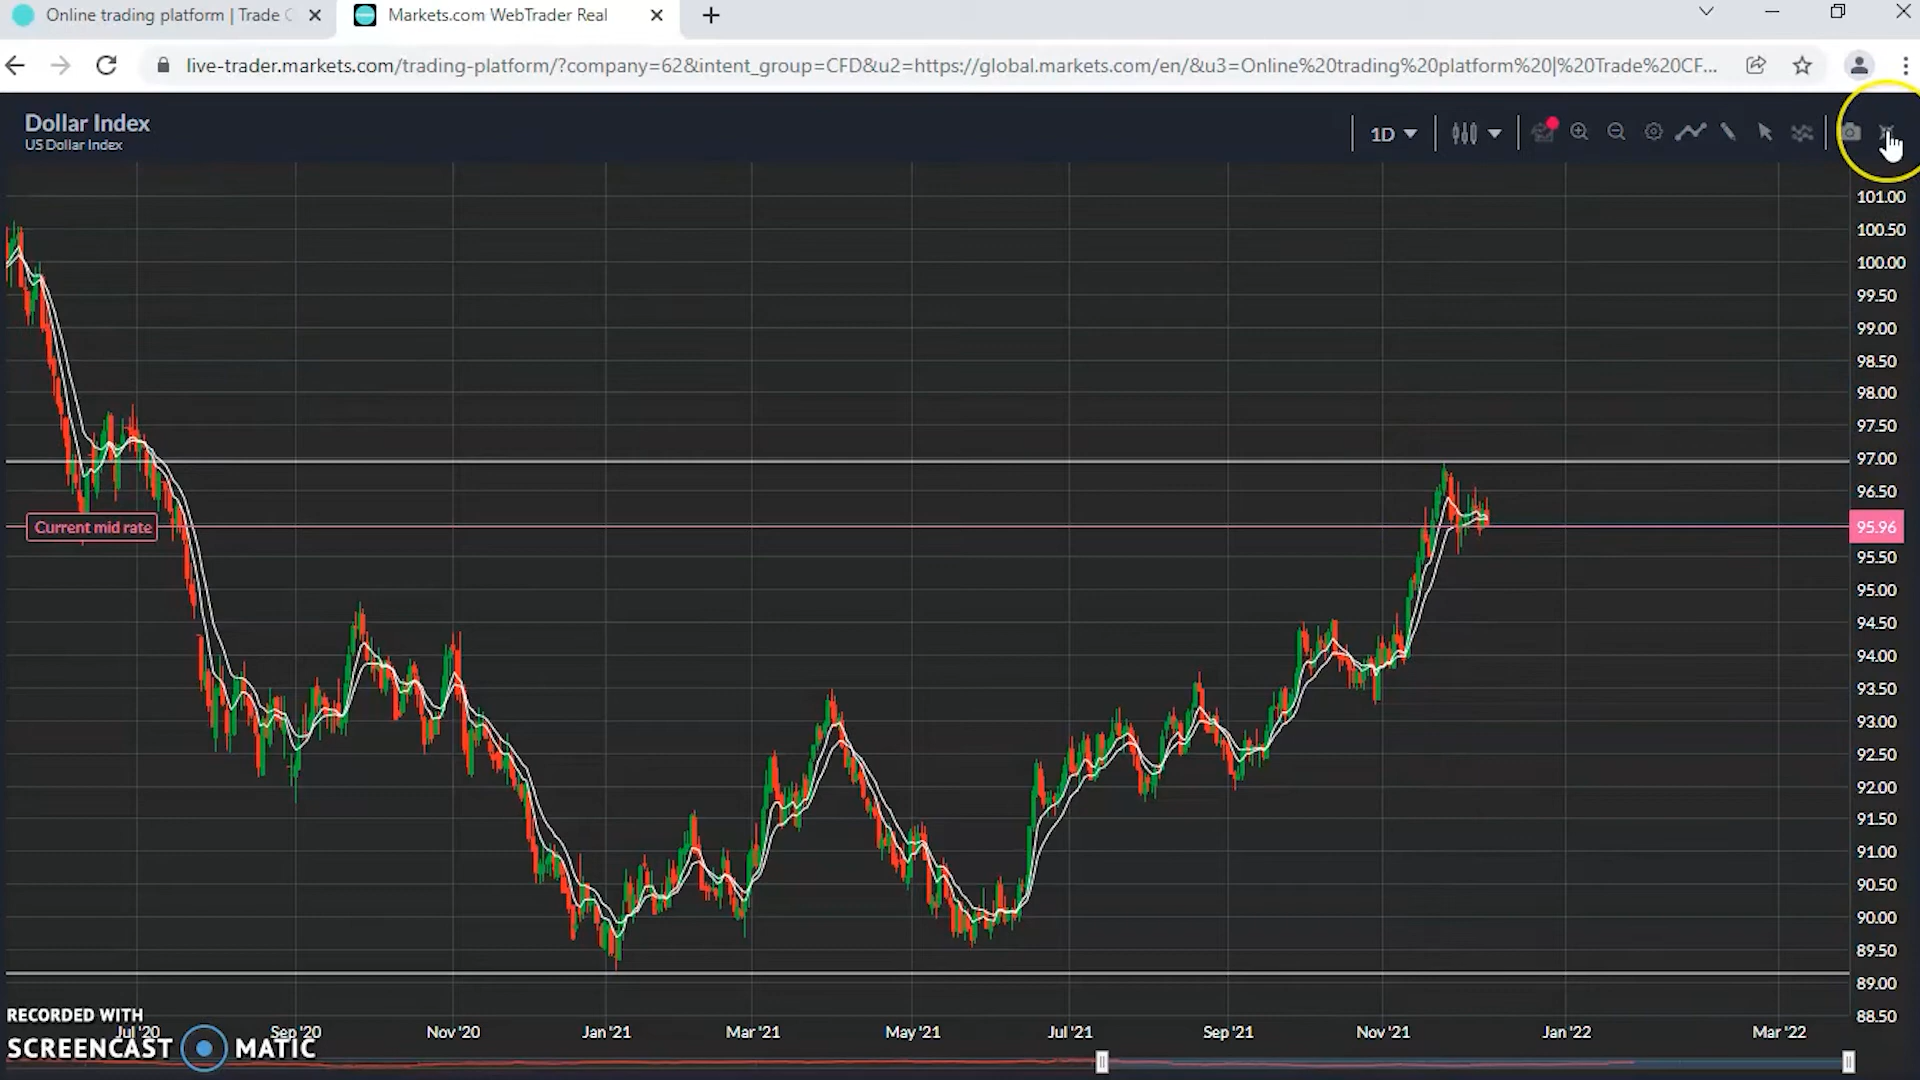 Online trading platform | Trade C
Markets.com WebTrader Real
live-trader.markets.com/trading-platform/?company=62&intent_group=CFD&u2=https://global.markets.com/en/&u3=Online%20trading%20platform%20|%20Trade%20CF...
Dollar Index
US Dollar Index
1D
101.00
100.50
100.00
99.50
99.00
98.50
98.00
97.50
97.00
96.50
Current mid rate
95.96
95.50
95.00
94.50
94.00
93.50
93.00
92.50
92.00
91.50
91.00
90.50
90.00
89.50
89.00
88.50
Jul '20
Sep '20
Nov '20
Jan '21
Mar '21
May '21
Jul '21
Sep '21
Nov '21
Jan '22
Mar '22
RECORDED WITH
SCREENCAST MATIC